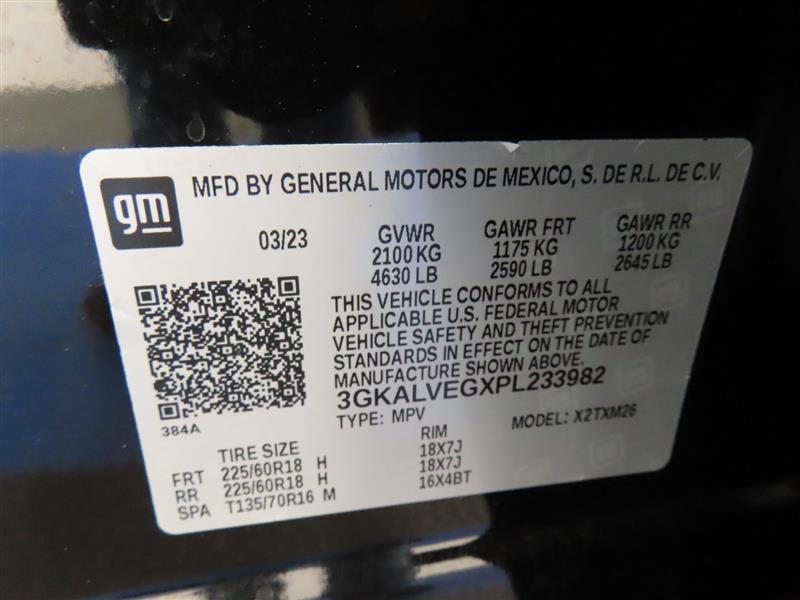 gm
MFD BY GENERAL MOTORS DE MEXICO, S. DE R.L. DE C.V.
03/23 GVWR GAWR FRT GAWR RR
2100 KG 1175 KG 1200 KG
4630 LB 2590 LB 2645 LB
THIS VEHICLE CONFORMS TO ALL
APPLICABLE U.S. FEDERAL MOTOR
VEHICLE SAFETY AND THEFT PREVENTION
STANDARDS IN EFFECT ON THE DATE OF
MANUFACTURE SHOWN ABOVE.
3GKALVEGXPL233982
384A
TYPE: MPV MODEL: X2TXM26
TIRE SIZE RIM
FRT 225/60R18 H 18X7J
RR 225/60R18 H 18X7J
SPA T135/70R16 M 16X4BT